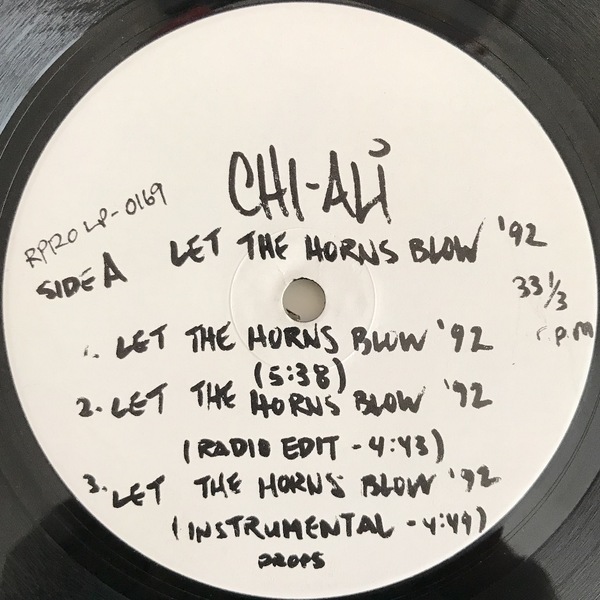 CHI-ALI
RPRO LP-0169
LET THE HORNS BLOW '92
SIDE A
33 1/3
r.p.m
1. LET THE HORNS BLOW '92
(5:38)
2. LET THE HORNS BLOW '92
(RADIO EDIT - 4:43)
3. LET THE HORNS BLOW '92
(INSTRUMENTAL - 4:49)
PROPS